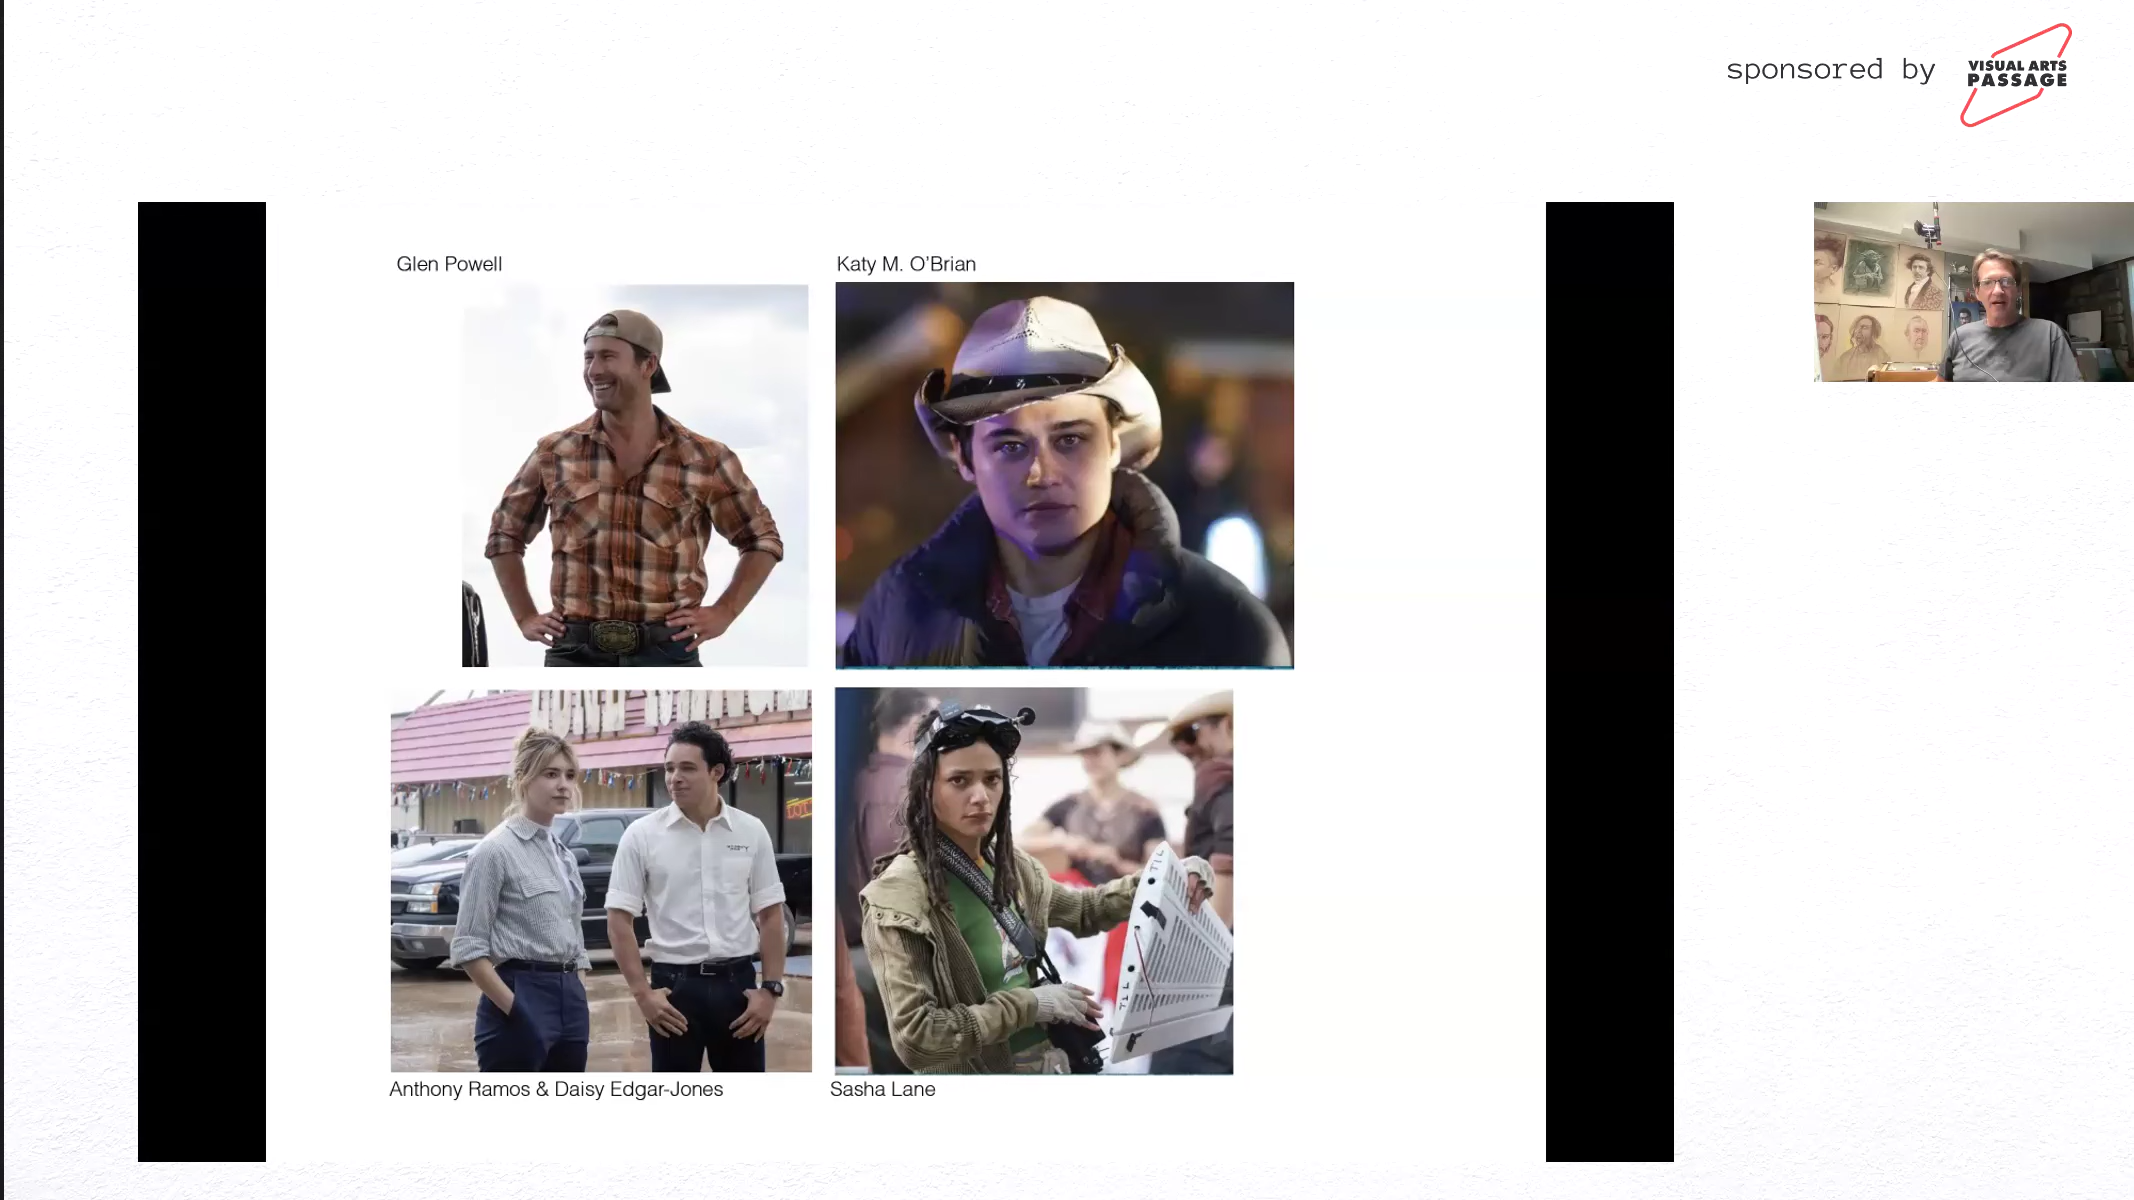 sponsored by
VISUAL ARTS
PASSAGE
Glen Powell
Katy M. O'Brian
Anthony Ramos & Daisy Edgar-Jones
Sasha Lane